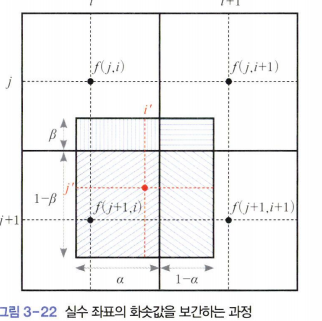 i i+1
j f(j,i) f(j,i+1)
i′
β
1-β j′
j+1 f(j+1,i) f(j+1,i+1)
α 1-α
그림 3-22 실수 좌표의 화솟값을 보간하는 과정